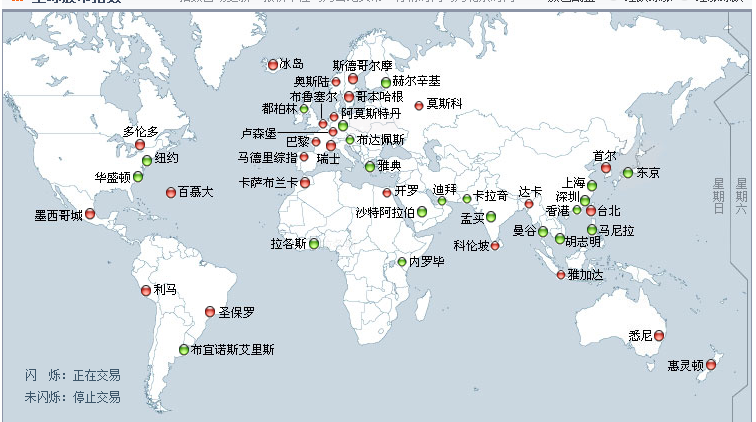 冰岛
斯德哥尔摩
奥斯陆
赫尔辛基
布鲁塞尔
哥本哈根
都柏林
莫斯科
阿莫斯特丹
多伦多
卢森堡
布达佩斯
巴黎
首尔
纽约
马德里综指
瑞士
雅典
东京
华盛顿
卡萨布兰卡
上海
百慕大
开罗
迪拜
卡拉奇
达卡
深圳
星期日
星期六
墨西哥城
沙特阿拉伯
孟买
香港
台北
曼谷
马尼拉
拉各斯
科伦坡
胡志明
内罗毕
雅加达
利马
圣保罗
悉尼
布宜诺斯艾里斯
惠灵顿
闪 烁：正在交易
未闪烁：停止交易